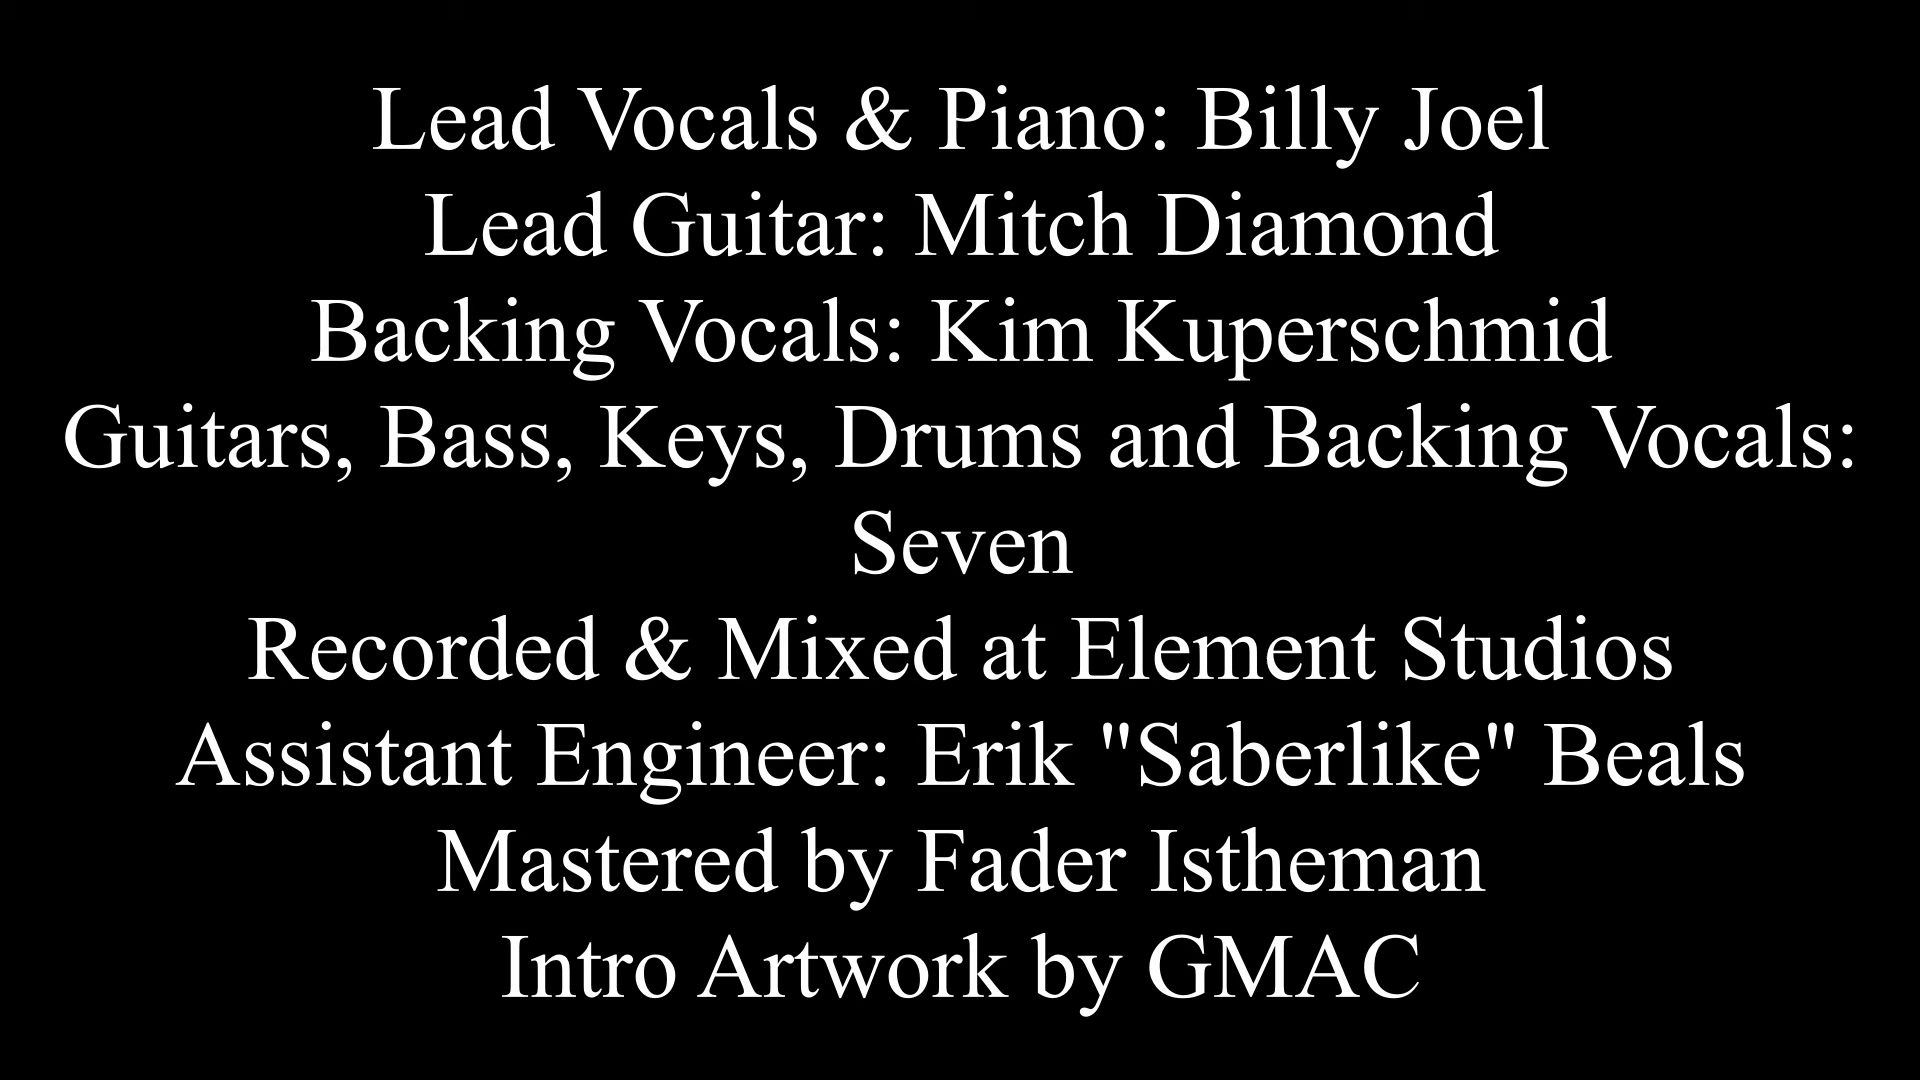 Lead Vocals & Piano: Billy Joel
Lead Guitar: Mitch Diamond
Backing Vocals: Kim Kuperschmid
Guitars, Bass, Keys, Drums and Backing Vocals:
Seven
Recorded & Mixed at Element Studios
Assistant Engineer: Erik "Saberlike" Beals
Mastered by Fader Istheman
Intro Artwork by GMAC